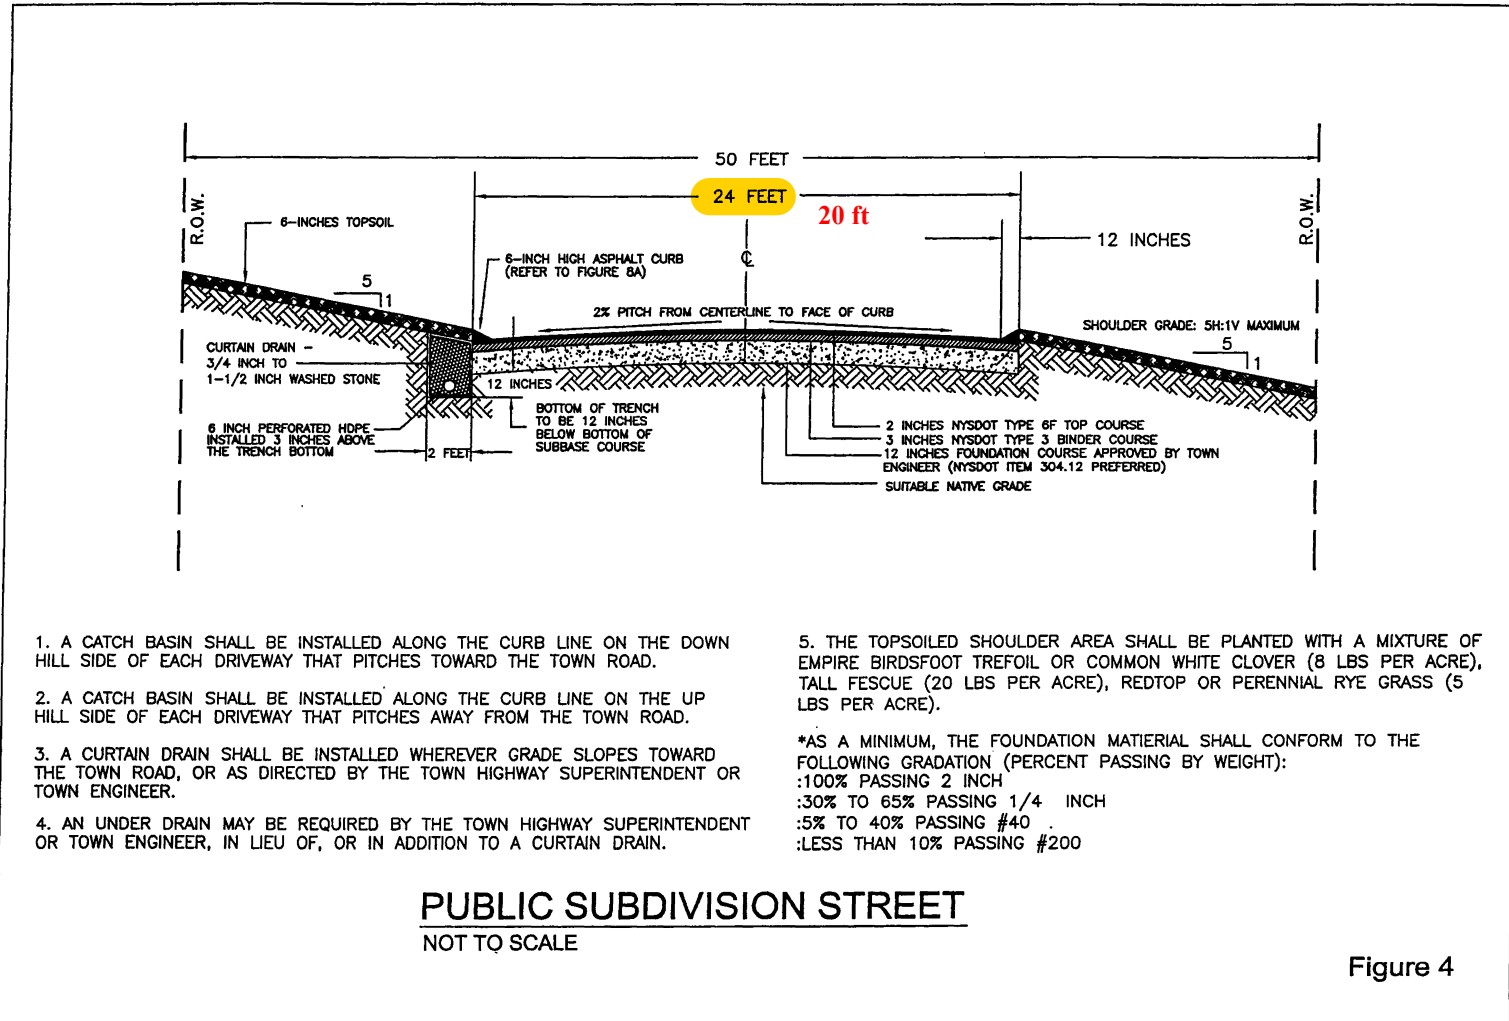 50 FEET
24 FEET
20 ft
R.O.W.
R.O.W.
6-INCHES TOPSOIL
12 INCHES
6-INCH HIGH ASPHALT CURB
(REFER TO FIGURE 8A)
℄
5
1
2% PITCH FROM CENTERLINE TO FACE OF CURB
SHOULDER GRADE: 5H:1V MAXIMUM
5
1
CURTAIN DRAIN -
3/4 INCH TO
1-1/2 INCH WASHED STONE
12 INCHES
BOTTOM OF TRENCH
TO BE 12 INCHES
BELOW BOTTOM OF
SUBBASE COURSE
6 INCH PERFORATED HDPE
INSTALLED 3 INCHES ABOVE
THE TRENCH BOTTOM
2 FEET
2 INCHES NYSDOT TYPE 6F TOP COURSE
3 INCHES NYSDOT TYPE 3 BINDER COURSE
12 INCHES FOUNDATION COURSE APPROVED BY TOWN
ENGINEER (NYSDOT ITEM 304.12 PREFERRED)
SUITABLE NATIVE GRADE
1. A CATCH BASIN SHALL BE INSTALLED ALONG THE CURB LINE ON THE DOWN
HILL SIDE OF EACH DRIVEWAY THAT PITCHES TOWARD THE TOWN ROAD.
2. A CATCH BASIN SHALL BE INSTALLED ALONG THE CURB LINE ON THE UP
HILL SIDE OF EACH DRIVEWAY THAT PITCHES AWAY FROM THE TOWN ROAD.
3. A CURTAIN DRAIN SHALL BE INSTALLED WHEREVER GRADE SLOPES TOWARD
THE TOWN ROAD, OR AS DIRECTED BY THE TOWN HIGHWAY SUPERINTENDENT OR
TOWN ENGINEER.
4. AN UNDER DRAIN MAY BE REQUIRED BY THE TOWN HIGHWAY SUPERINTENDENT
OR TOWN ENGINEER, IN LIEU OF, OR IN ADDITION TO A CURTAIN DRAIN.
5. THE TOPSOILED SHOULDER AREA SHALL BE PLANTED WITH A MIXTURE OF
EMPIRE BIRDSFOOT TREFOIL OR COMMON WHITE CLOVER (8 LBS PER ACRE),
TALL FESCUE (20 LBS PER ACRE), REDTOP OR PERENNIAL RYE GRASS (5
LBS PER ACRE).
*AS A MINIMUM, THE FOUNDATION MATIERIAL SHALL CONFORM TO THE
FOLLOWING GRADATION (PERCENT PASSING BY WEIGHT):
:100% PASSING 2 INCH
:30% TO 65% PASSING 1/4 INCH
:5% TO 40% PASSING #40
:LESS THAN 10% PASSING #200
PUBLIC SUBDIVISION STREET
NOT TO SCALE
Figure 4